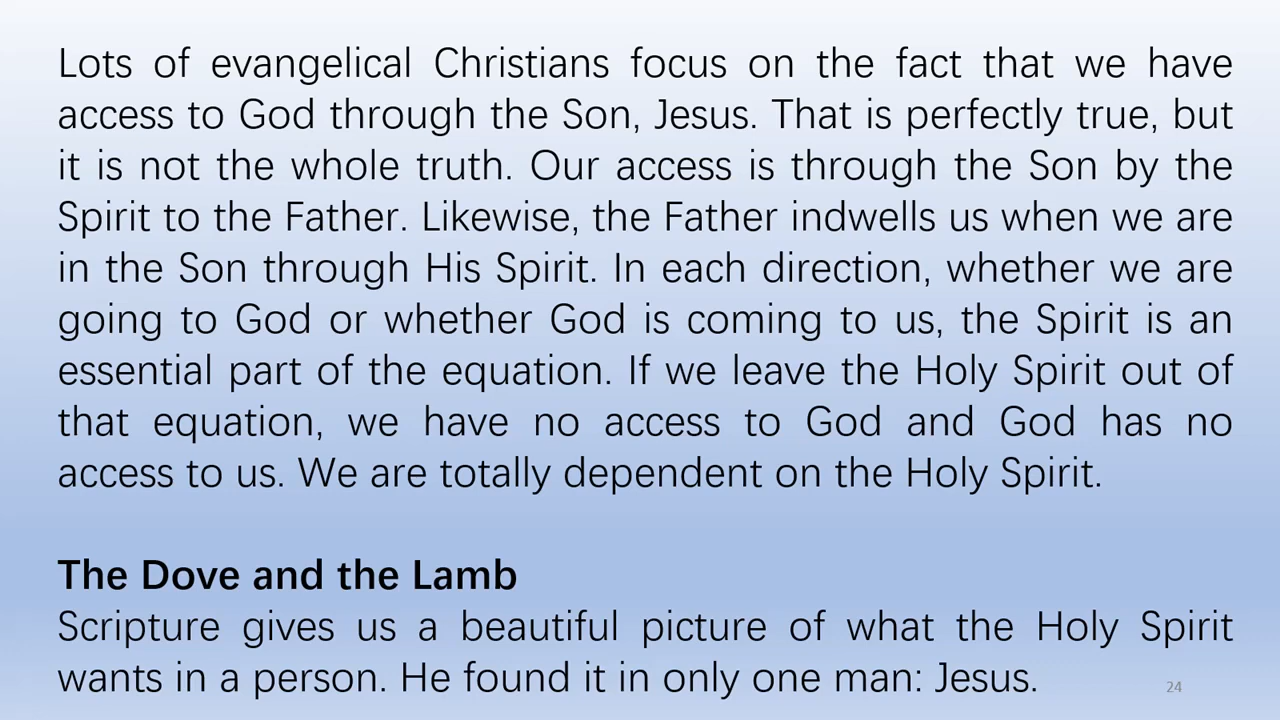 Lots of evangelical Christians focus on the fact that we have
access to God through the Son, Jesus. That is perfectly true, but
it is not the whole truth. Our access is through the Son by the
Spirit to the Father. Likewise, the Father indwells us when we are
in the Son through His Spirit. In each direction, whether we are
going to God or whether God is coming to us, the Spirit is an
essential part of the equation. If we leave the Holy Spirit out of
that equation, we have no access to God and God has no
access to us. We are totally dependent on the Holy Spirit.
The Dove and the Lamb
Scripture gives us a beautiful picture of what the Holy Spirit
wants in a person. He found it in only one man: Jesus.
24